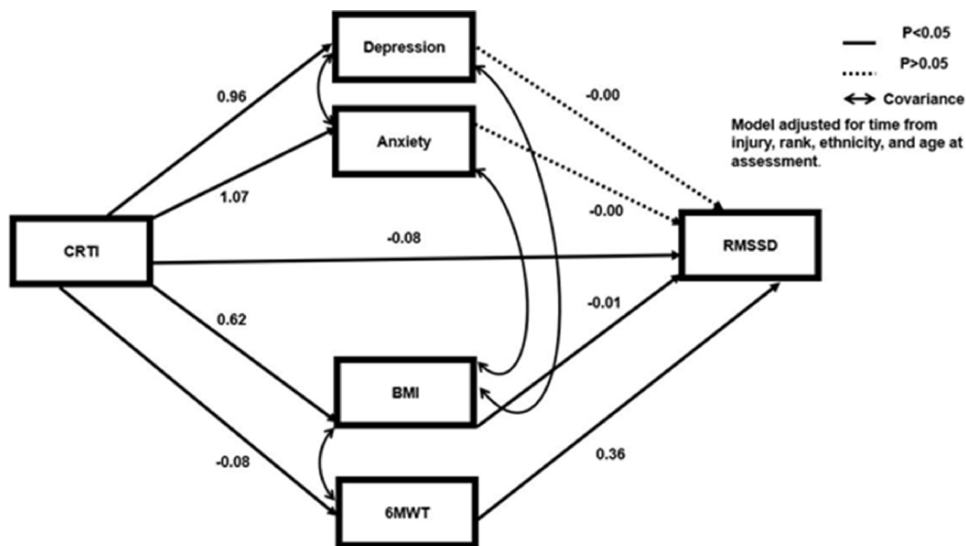 Depression
P<0.05
P>0.05
0.96
-0.00
Covariance
Anxiety
Model adjusted for time from
injury, rank, ethnicity, and age at
assessment.
1.07
-0.00
CRTI
-0.08
RMSSD
0.62
-0.01
BMI
-0.08
0.36
6MWT